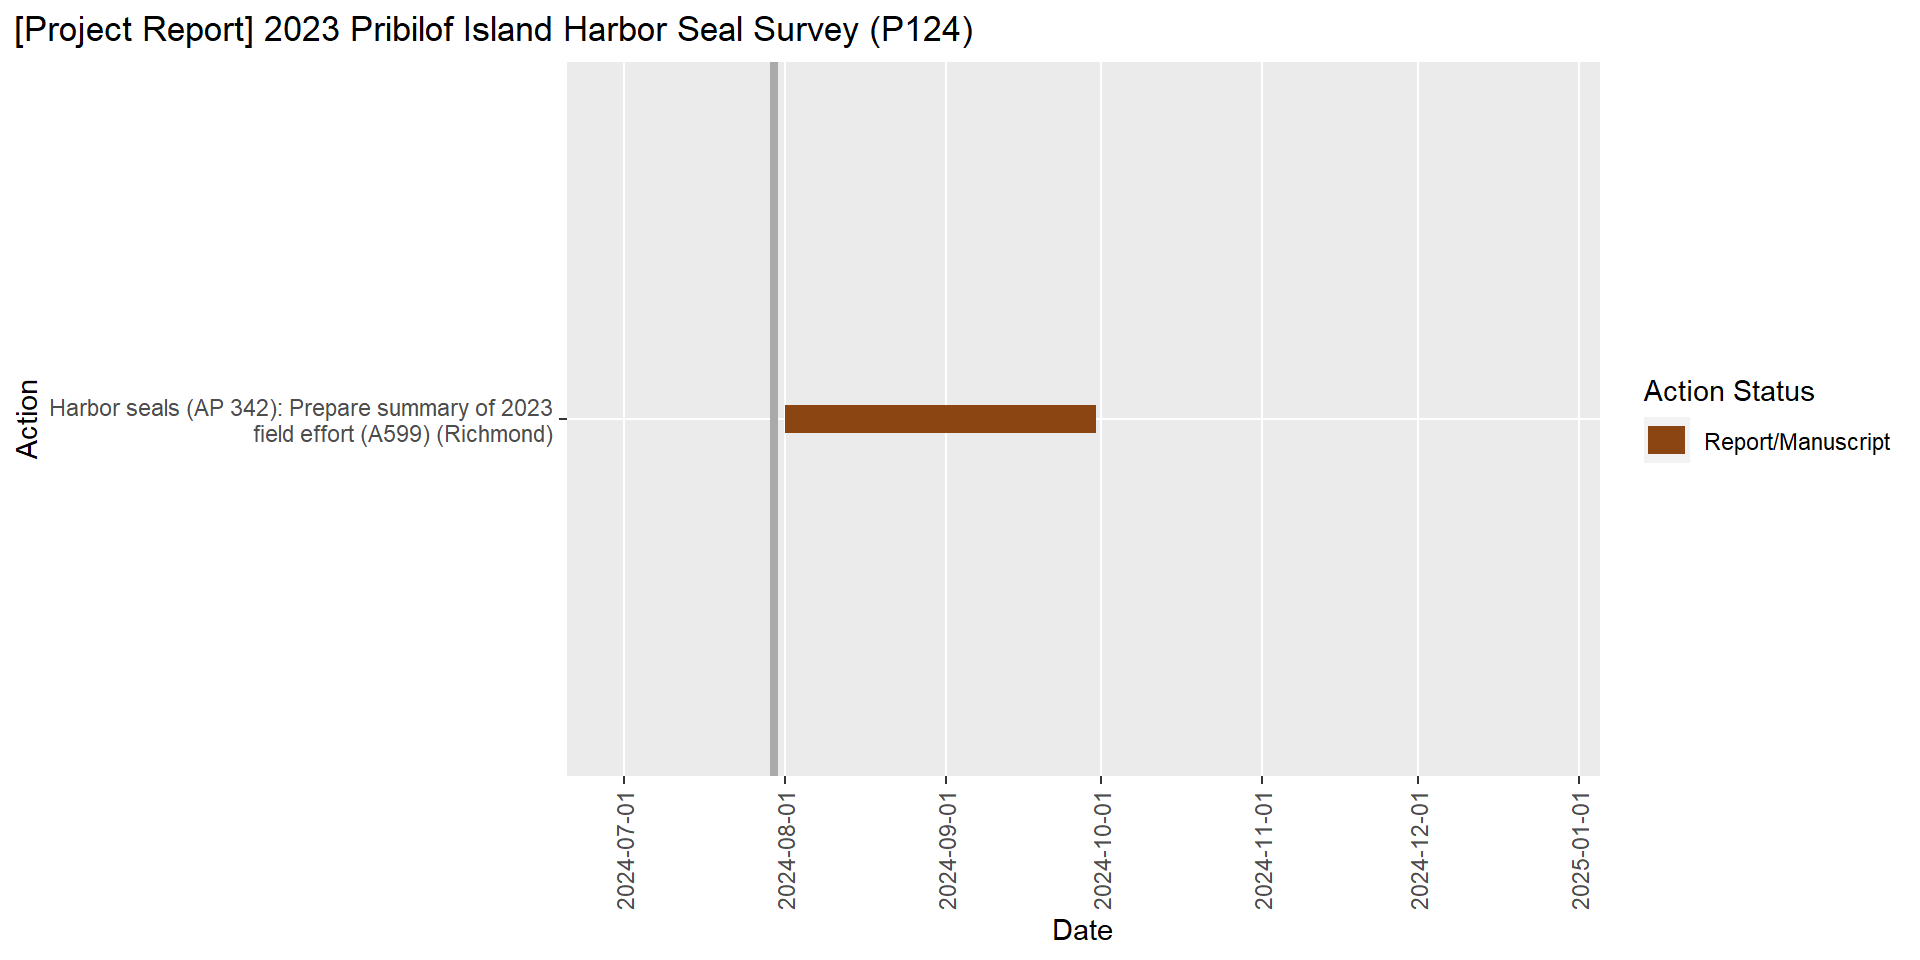 [Project Report] 2023 Pribilof Island Harbor Seal Survey (P124)
Action
Harbor seals (AP 342): Prepare summary of 2023
field effort (A599) (Richmond)
Action Status
Report/Manuscript
2024-07-01
2024-08-01
2024-09-01
2024-10-01
2024-11-01
2024-12-01
2025-01-01
Date